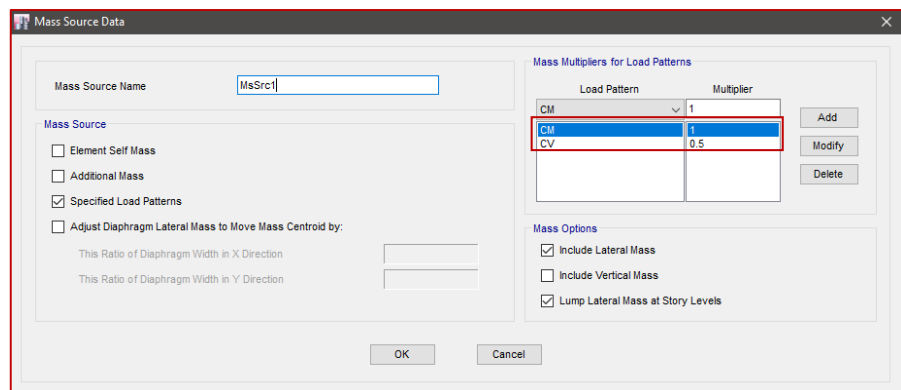 Mass Source Data
Mass Source Name
MsSrc1
Mass Source
Element Self Mass
Additional Mass
Specified Load Patterns
Adjust Diaphragm Lateral Mass to Move Mass Centroid by:
This Ratio of Diaphragm Width in X Direction
This Ratio of Diaphragm Width in Y Direction
Mass Multipliers for Load Patterns
Load Pattern Multiplier
CM 1
CM 1
CV 0.5
Add
Modify
Delete
Mass Options
Include Lateral Mass
Include Vertical Mass
Lump Lateral Mass at Story Levels
OK Cancel